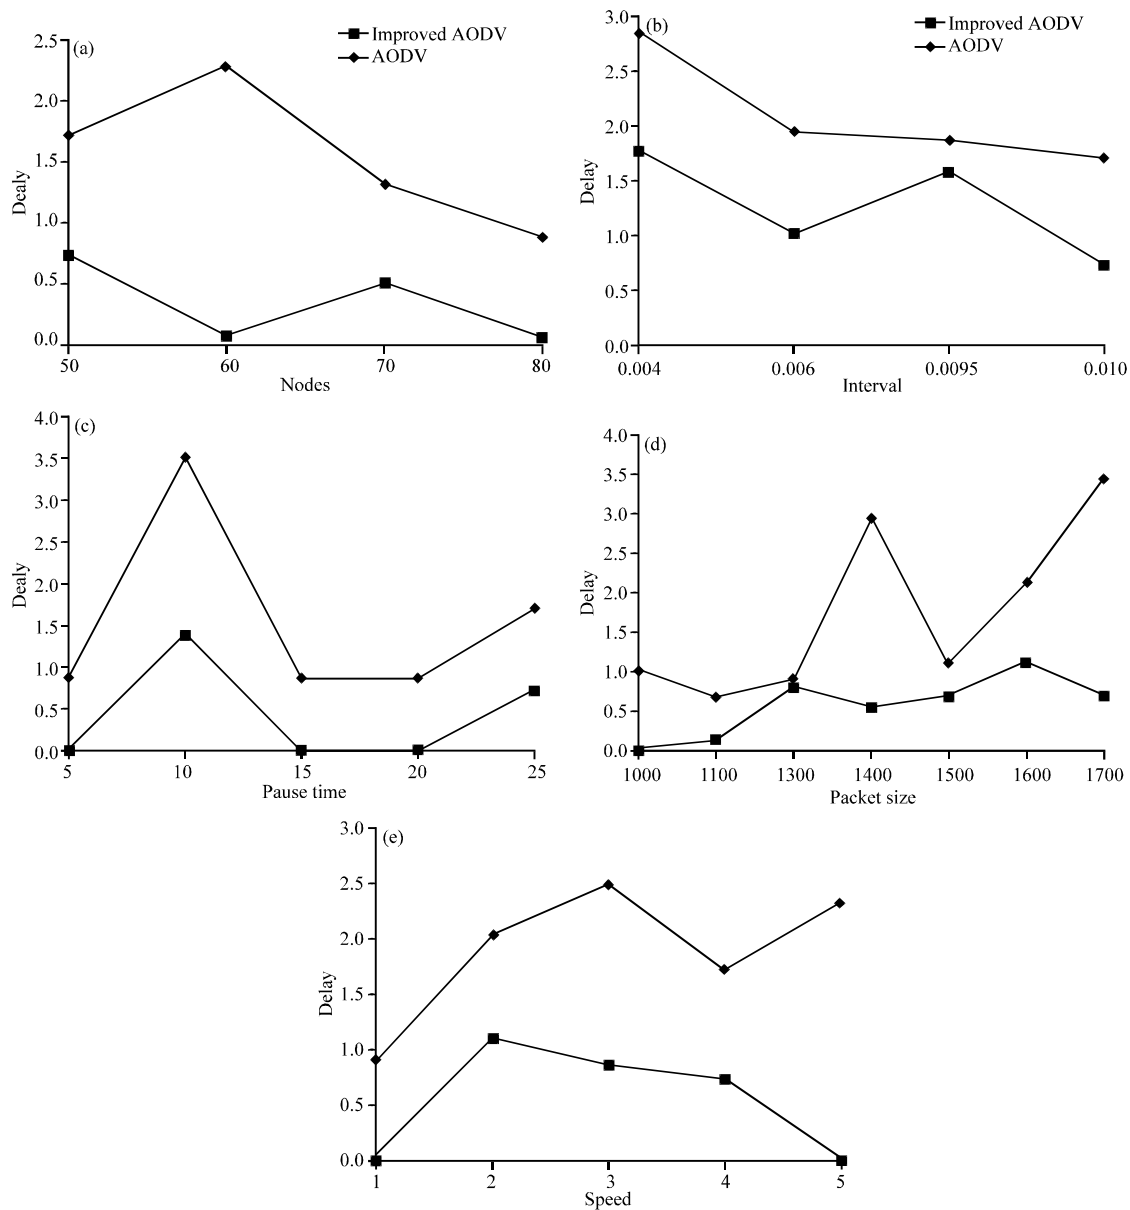 (a)
Improved AODV
AODV
2.5
2.0
1.5
1.0
0.5
0.0
Dealy
50 60 70 80
Nodes
(b)
Improved AODV
AODV
3.0
2.5
2.0
1.5
1.0
0.5
0.0
Delay
0.004 0.006 0.0095 0.010
Interval
(c)
4.0
3.5
3.0
2.5
2.0
1.5
1.0
0.5
0.0
Dealy
5 10 15 20 25
Pause time
(d)
4.0
3.5
3.0
2.5
2.0
1.5
1.0
0.5
0.0
Delay
1000 1100 1300 1400 1500 1600 1700
Packet size
(e)
3.0
2.5
2.0
1.5
1.0
0.5
0.0
Delay
1 2 3 4 5
Speed